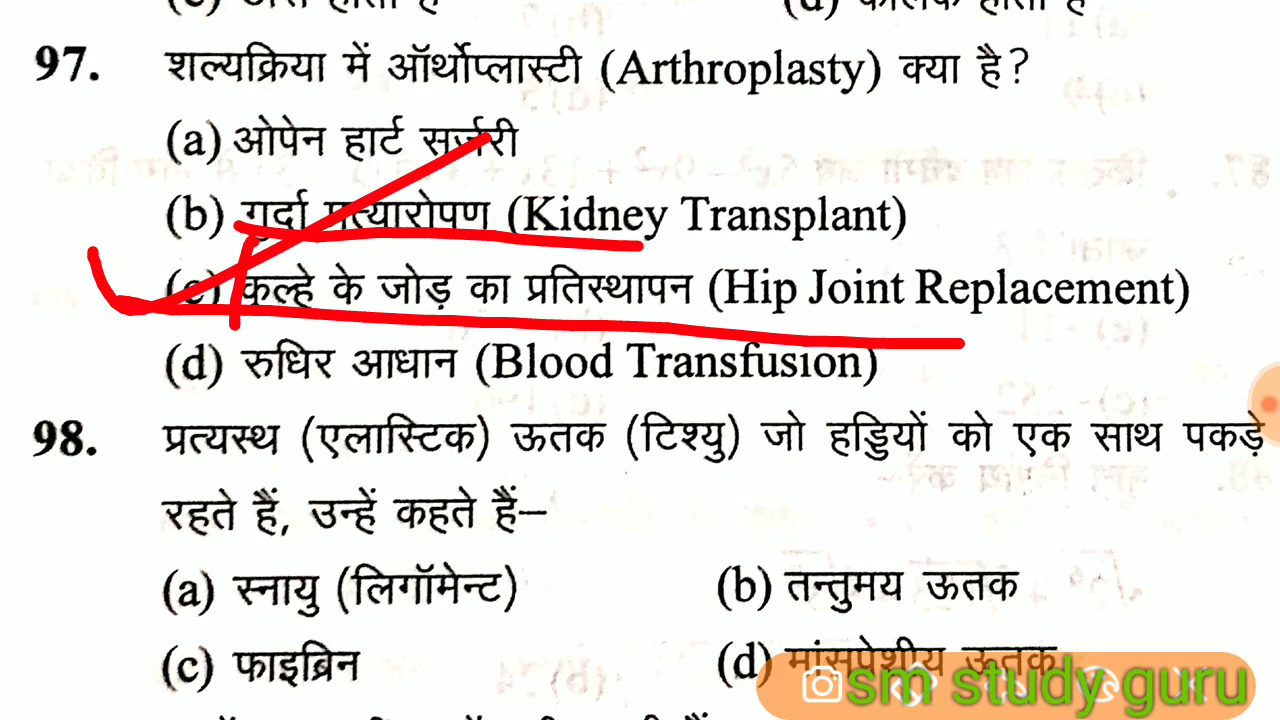 97. शल्यक्रिया में ऑर्थोप्लास्टी (Arthroplasty) क्या है?
(a) ओपेन हार्ट सर्जरी
(b) गुर्दा प्रत्यारोपण (Kidney Transplant)
(c) कूल्हे के जोड़ का प्रतिस्थापन (Hip Joint Replacement)
(d) रुधिर आधान (Blood Transfusion)
98. प्रत्यस्थ (एलास्टिक) ऊतक (टिश्यु) जो हड्डियों को एक साथ पकड़े
रहते हैं, उन्हें कहते हैं–
(a) स्नायु (लिगॉमेन्ट) (b) तन्तुमय ऊतक
(c) फाइब्रिन (d) मांसपेशीय ऊतक
sm study guru